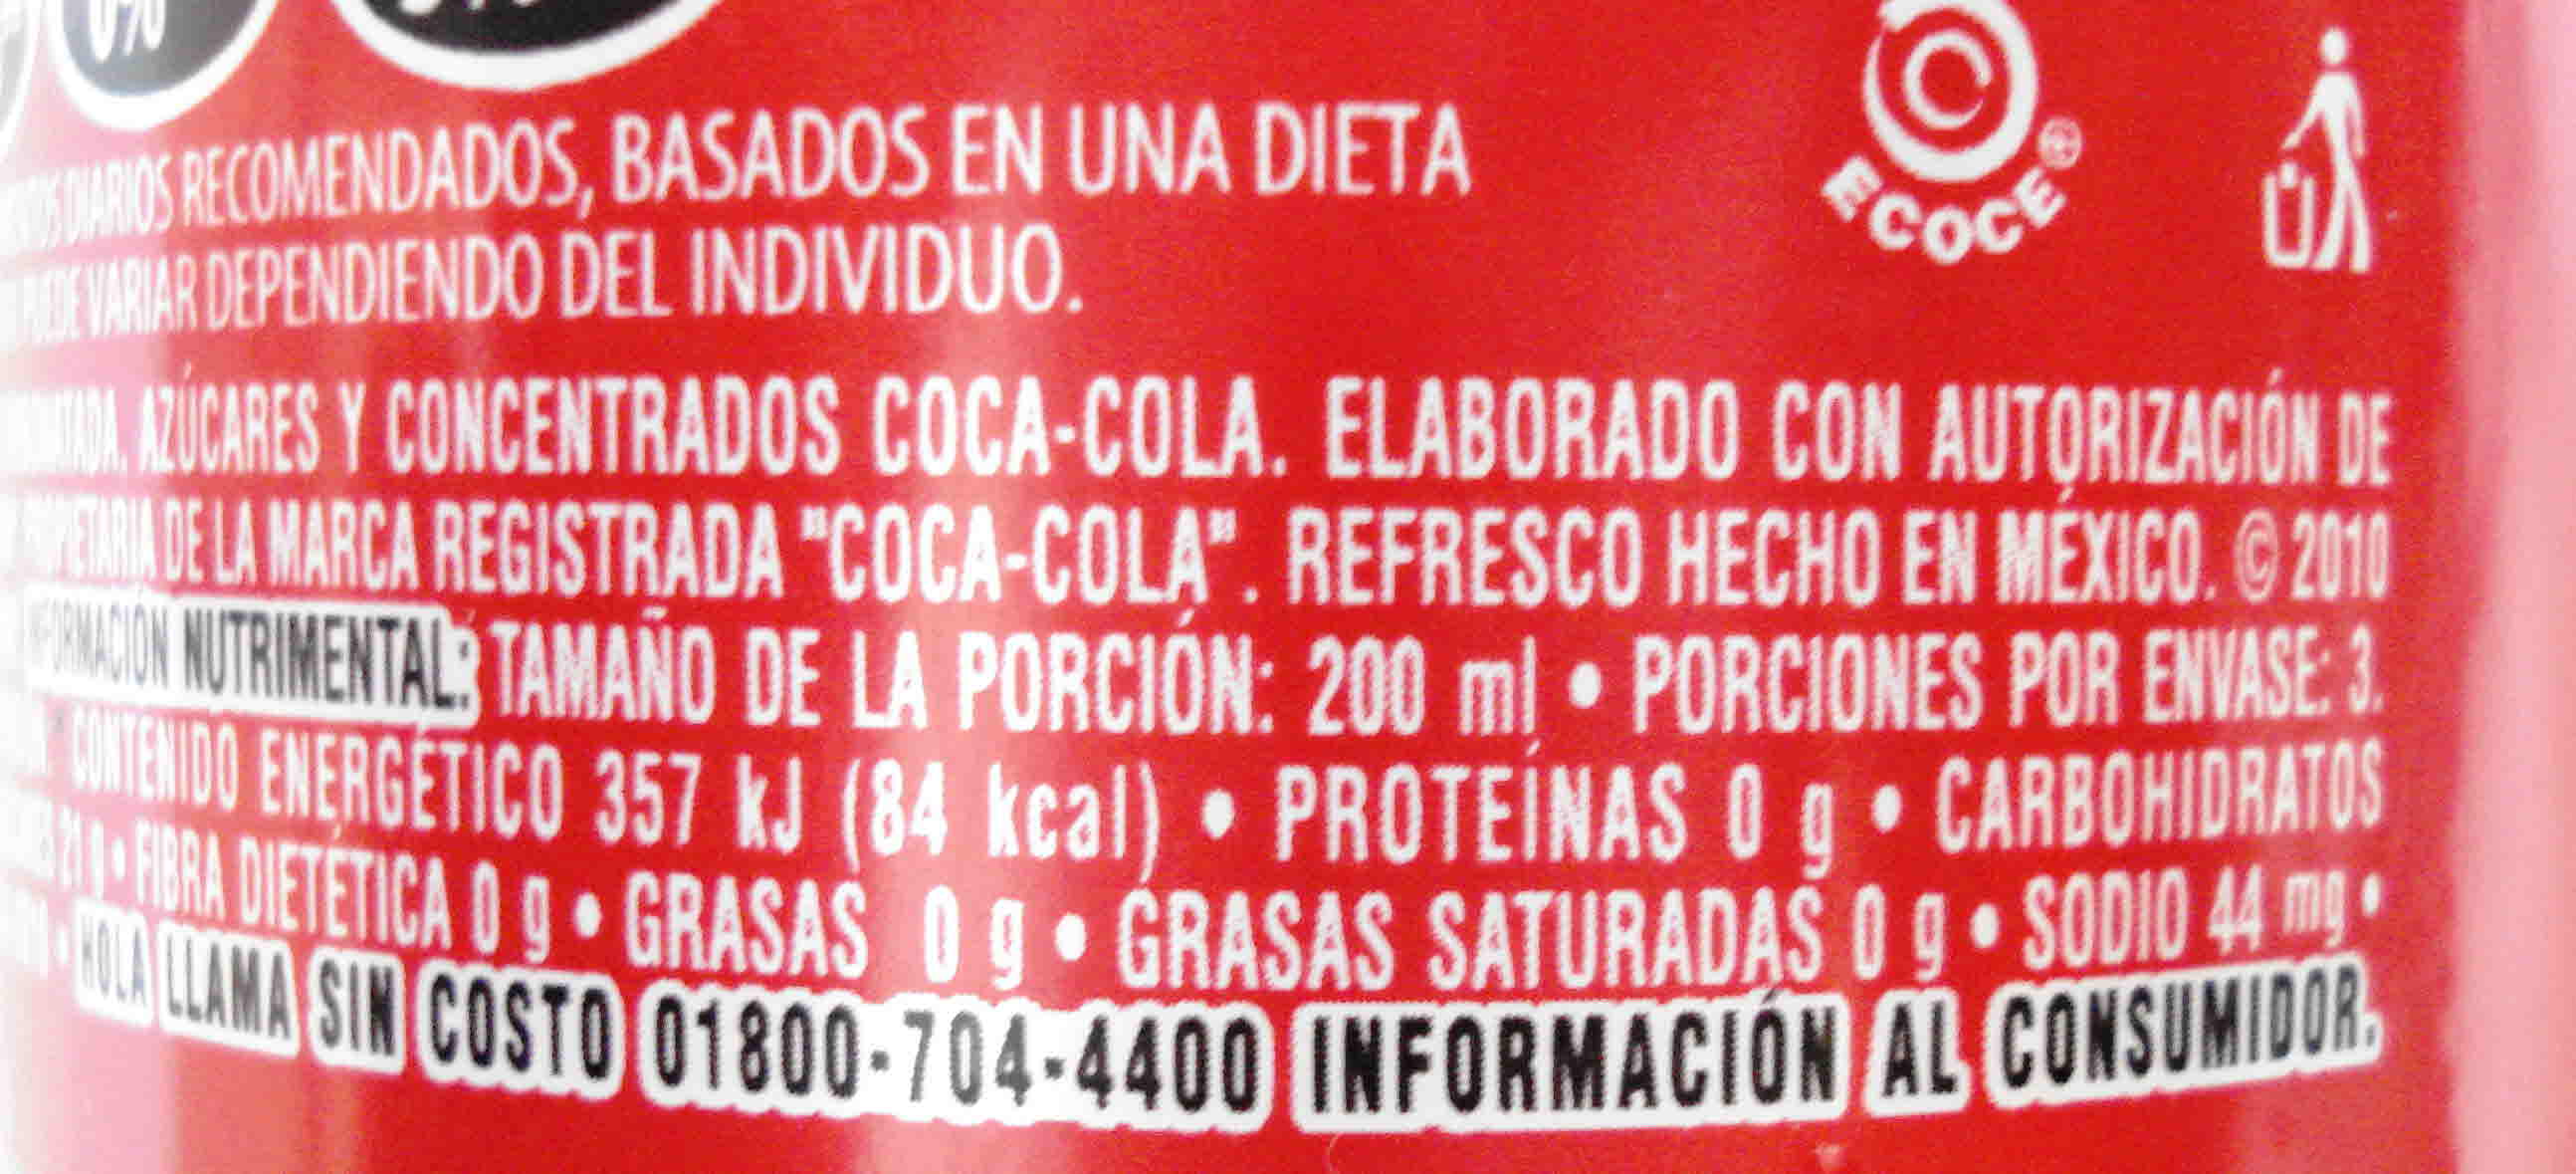 0%
DIARIOS RECOMENDADOS, BASADOS EN UNA DIETA
PUEDE VARIAR DEPENDIENDO DEL INDIVIDUO.
ECOCE®
AZÚCARES Y CONCENTRADOS COCA-COLA. ELABORADO CON AUTORIZACIÓN DE
DE LA MARCA REGISTRADA "COCA-COLA". REFRESCO HECHO EN MÉXICO. © 2010
INFORMACIÓN NUTRIMENTAL: TAMAÑO DE LA PORCIÓN: 200 ml • PORCIONES POR ENVASE: 3.
CONTENIDO ENERGÉTICO 357 kJ (84 kcal) • PROTEÍNAS 0 g • CARBOHIDRATOS
21 g • FIBRA DIETÉTICA 0 g • GRASAS 0 g • GRASAS SATURADAS 0 g • SODIO 44 mg •
• HOLA LLAMA SIN COSTO 01800-704-4400 INFORMACIÓN AL CONSUMIDOR.